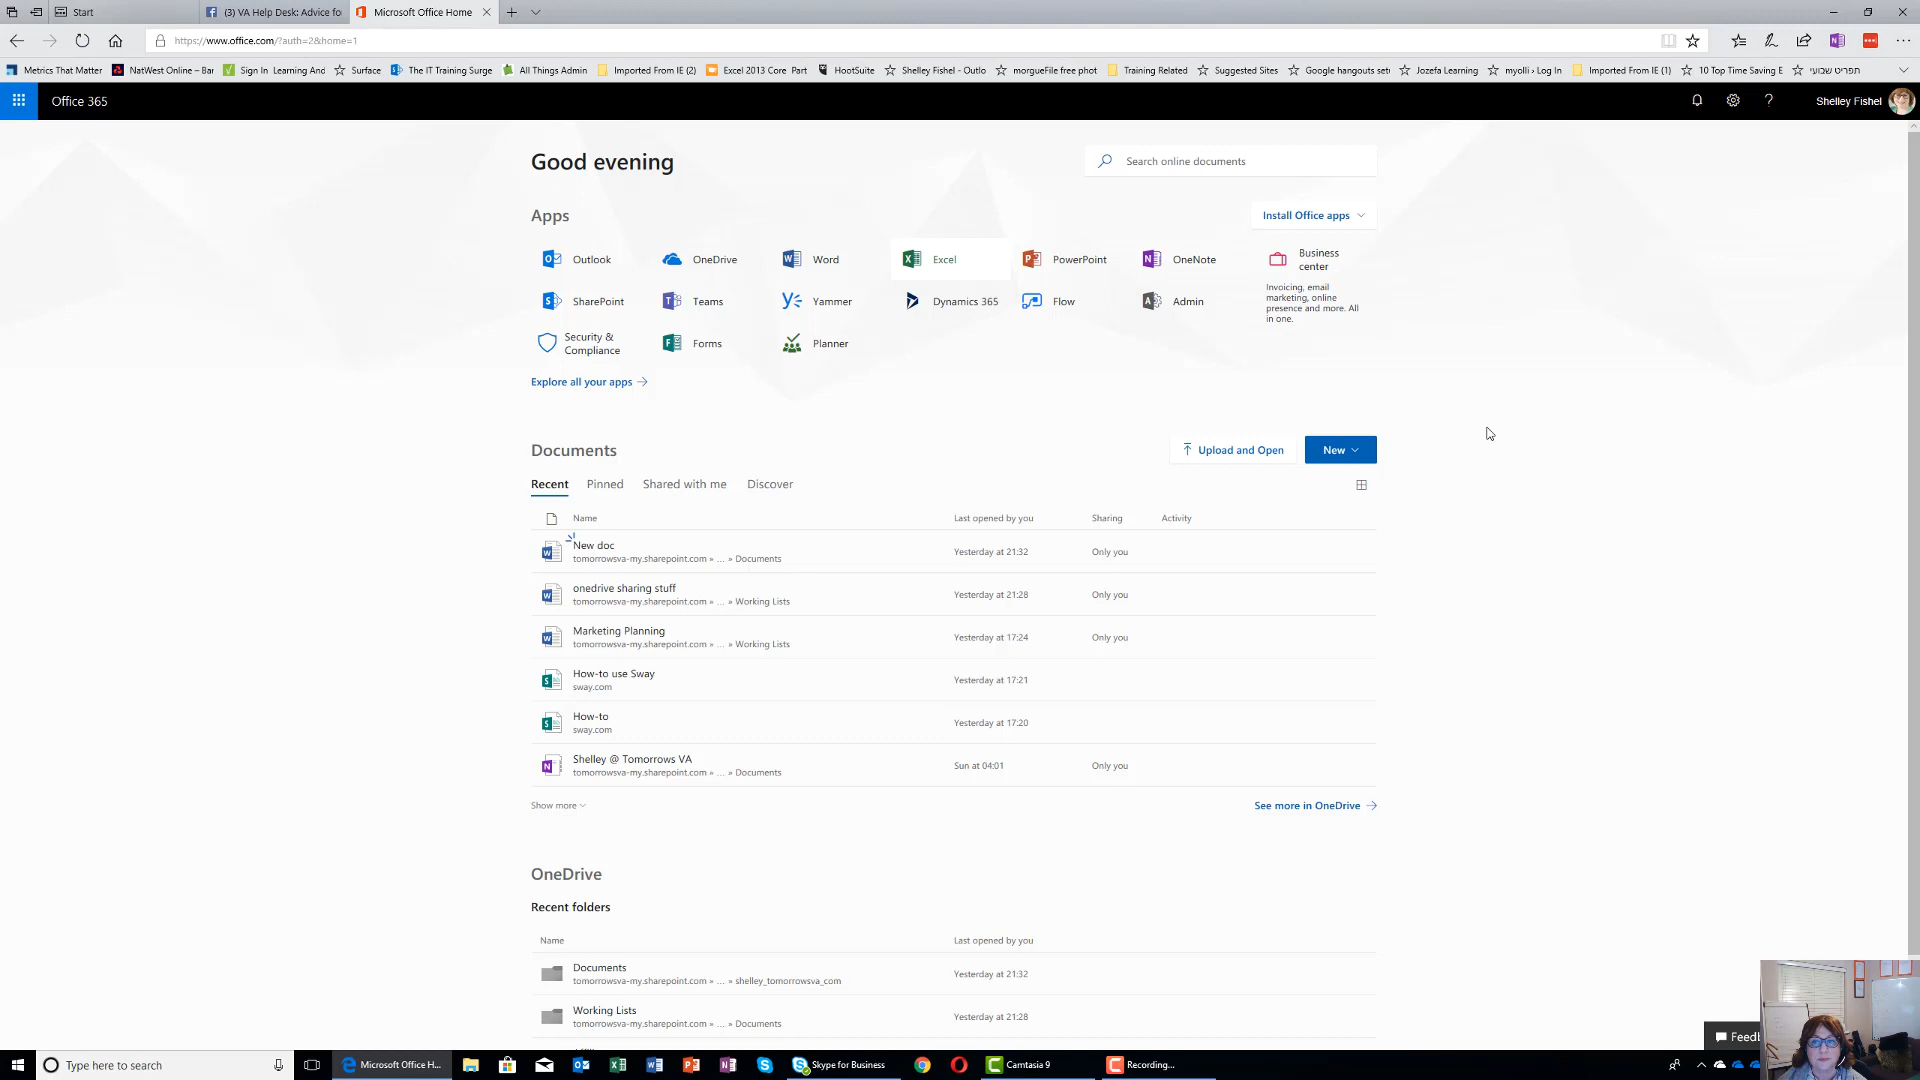 Start
(3) VA Help Desk: Advice fo
Microsoft Office Home
https://www.office.com/?auth=2&home=1
Metrics That Matter
NatWest Online – Bar
Sign In Learning And
Surface
The IT Training Surge
All Things Admin
Imported From IE (2)
Excel 2013 Core Part
HootSuite
Shelley Fishel - Outlo
morgueFile free phot
Training Related
Suggested Sites
Google hangouts set
Jozefa Learning
myolli › Log In
Imported From IE (1)
10 Top Time Saving E
תפריט שבועי
Office 365
Shelley Fishel
Good evening
Search online documents
Apps
Install Office apps
Outlook
OneDrive
Word
Excel
PowerPoint
OneNote
Business center
SharePoint
Teams
Yammer
Dynamics 365
Flow
Admin
Invoicing, email
marketing, online
presence and more. All
in one.
Security &
Compliance
Forms
Planner
Explore all your apps
Documents
Upload and Open
New
Recent
Pinned
Shared with me
Discover
Name
Last opened by you
Sharing
Activity
New doc
tomorrowsva-my.sharepoint.com » ... » Documents
Yesterday at 21:32
Only you
onedrive sharing stuff
tomorrowsva-my.sharepoint.com » ... » Working Lists
Yesterday at 21:28
Only you
Marketing Planning
tomorrowsva-my.sharepoint.com » ... » Working Lists
Yesterday at 17:24
Only you
How-to use Sway
sway.com
Yesterday at 17:21
How-to
sway.com
Yesterday at 17:20
Shelley @ Tomorrows VA
tomorrowsva-my.sharepoint.com » ... » Documents
Sun at 04:01
Only you
Show more
See more in OneDrive
OneDrive
Recent folders
Name
Last opened by you
Documents
tomorrowsva-my.sharepoint.com » ... » shelley_tomorrowsva_com
Yesterday at 21:32
Working Lists
tomorrowsva-my.sharepoint.com » ... » Documents
Yesterday at 21:28
Feedb
Type here to search
Microsoft Office H...
Skype for Business
Camtasia 9
Recording...